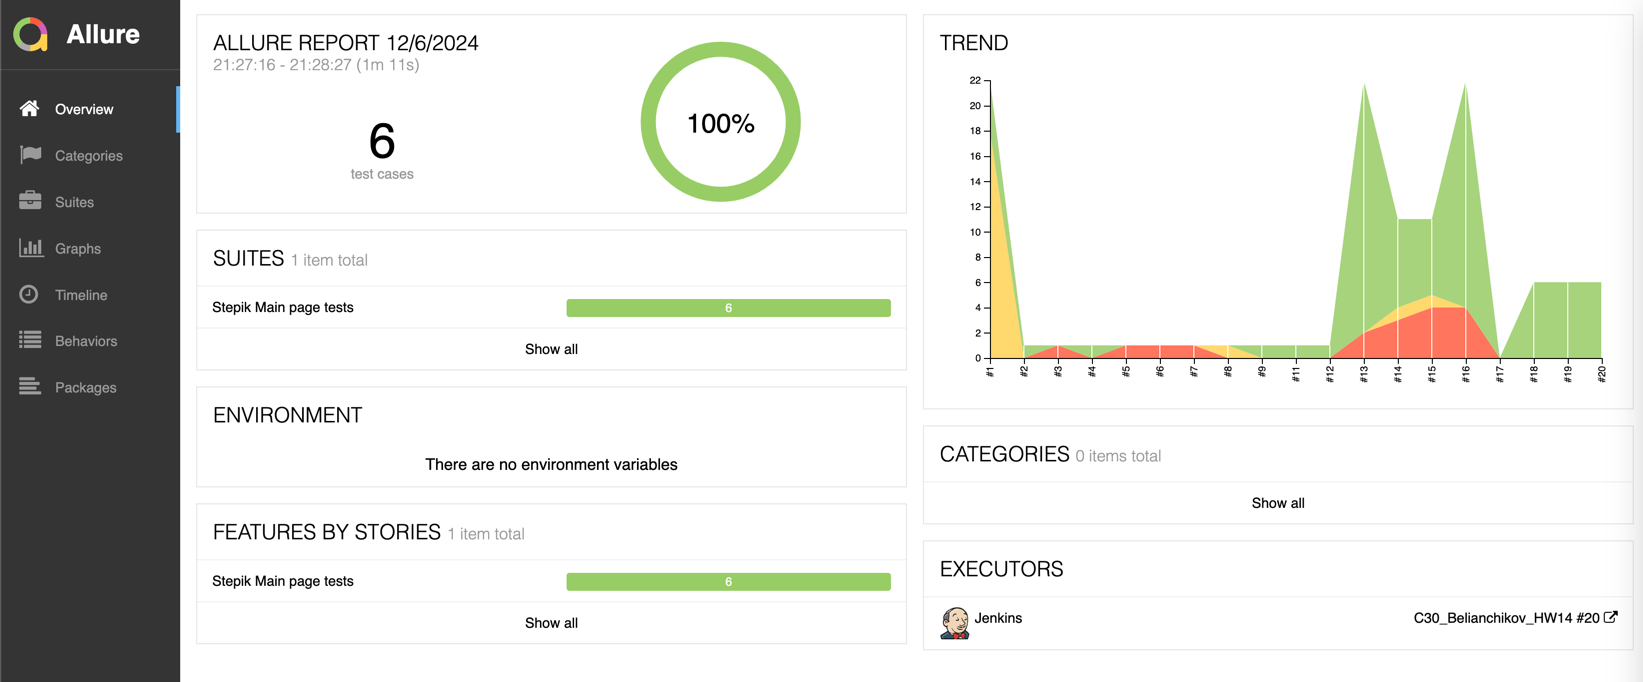 Allure
Overview
Categories
Suites
Graphs
Timeline
Behaviors
Packages
ALLURE REPORT 12/6/2024
21:27:16 - 21:28:27 (1m 11s)
6
test cases
100%
SUITES 1 item total
Stepik Main page tests 6
Show all
ENVIRONMENT
There are no environment variables
FEATURES BY STORIES 1 item total
Stepik Main page tests 6
Show all
TREND
22
20
18
16
14
12
10
8
6
4
2
0
#1 #2 #3 #4 #5 #6 #7 #8 #9 #11 #12 #13 #14 #15 #16 #17 #18 #19 #20
CATEGORIES 0 items total
Show all
EXECUTORS
Jenkins C30_Belianchikov_HW14 #20